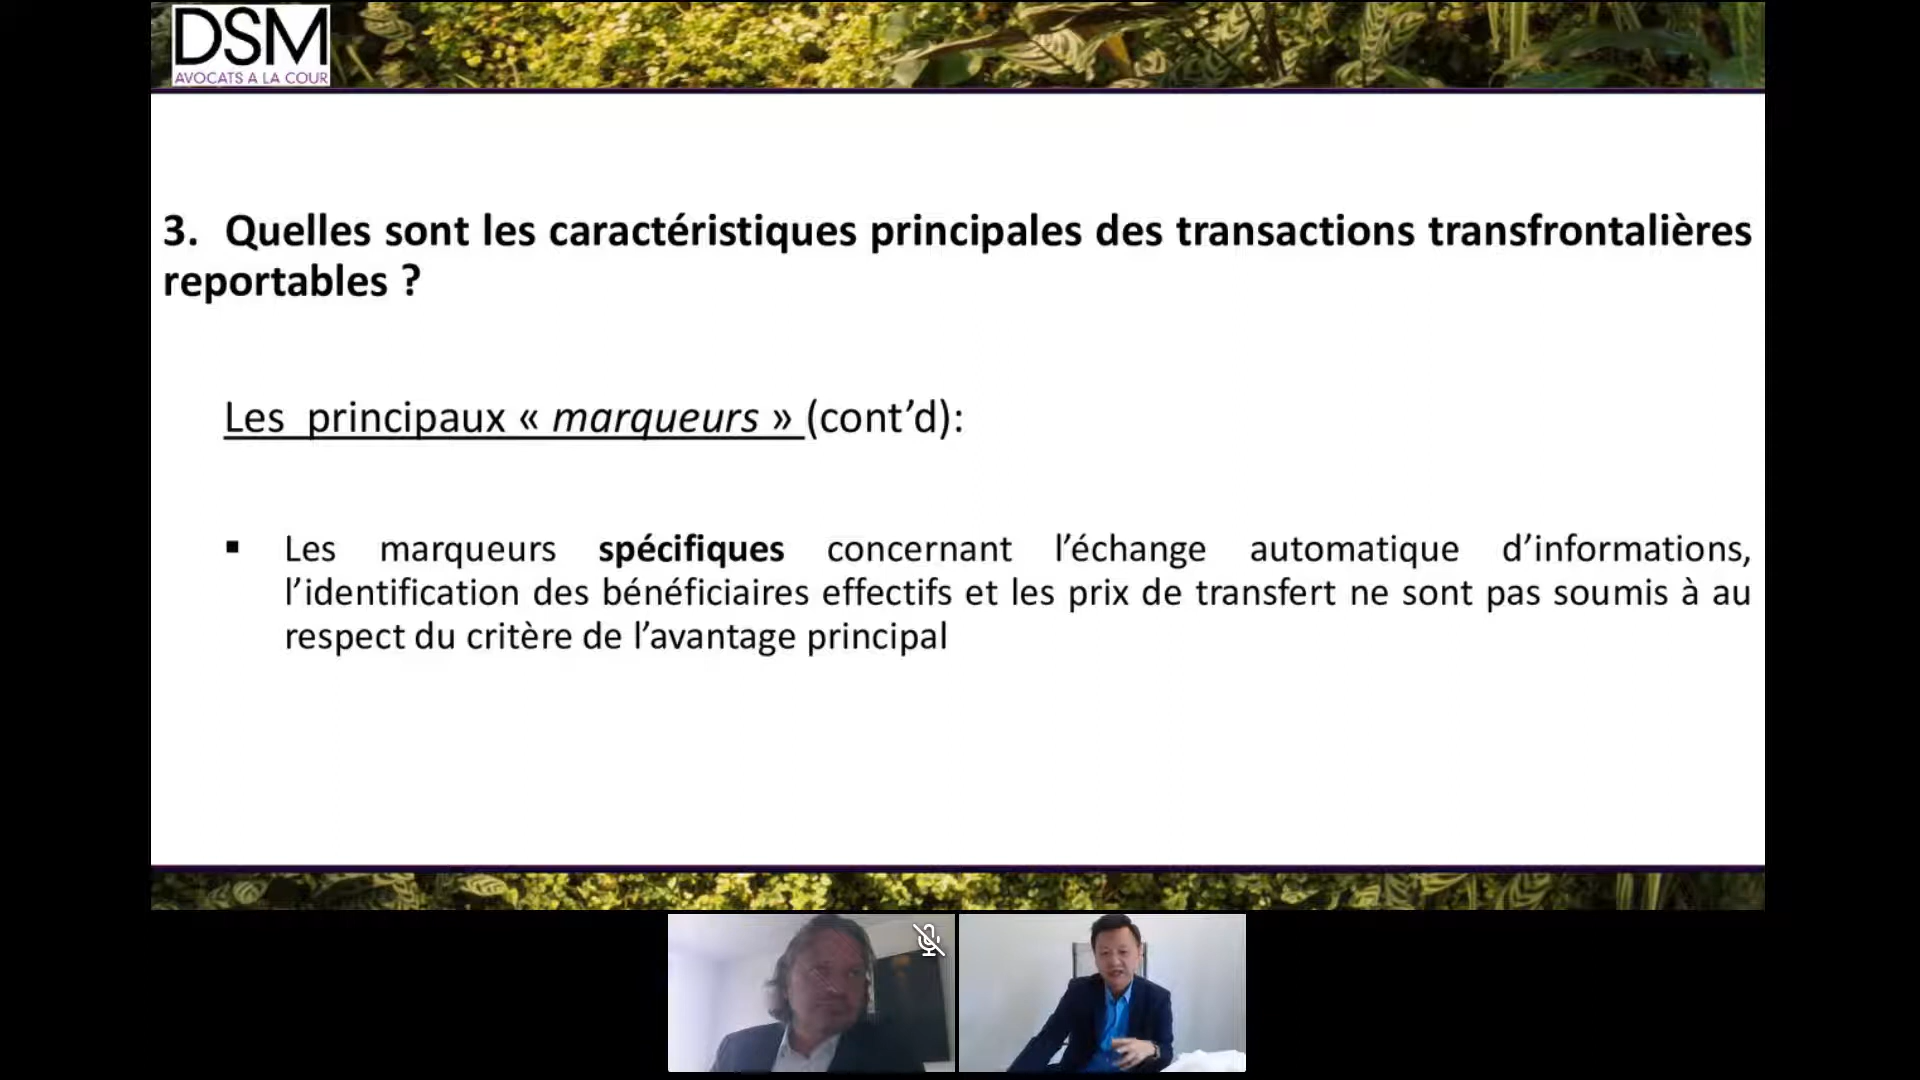 DSM
AVOCATS A LA COUR
3. Quelles sont les caractéristiques principales des transactions transfrontalières
reportables ?
Les principaux « marqueurs » (cont’d):
▪ Les marqueurs spécifiques concernant l’échange automatique d’informations,
l’identification des bénéficiaires effectifs et les prix de transfert ne sont pas soumis à au
respect du critère de l’avantage principal